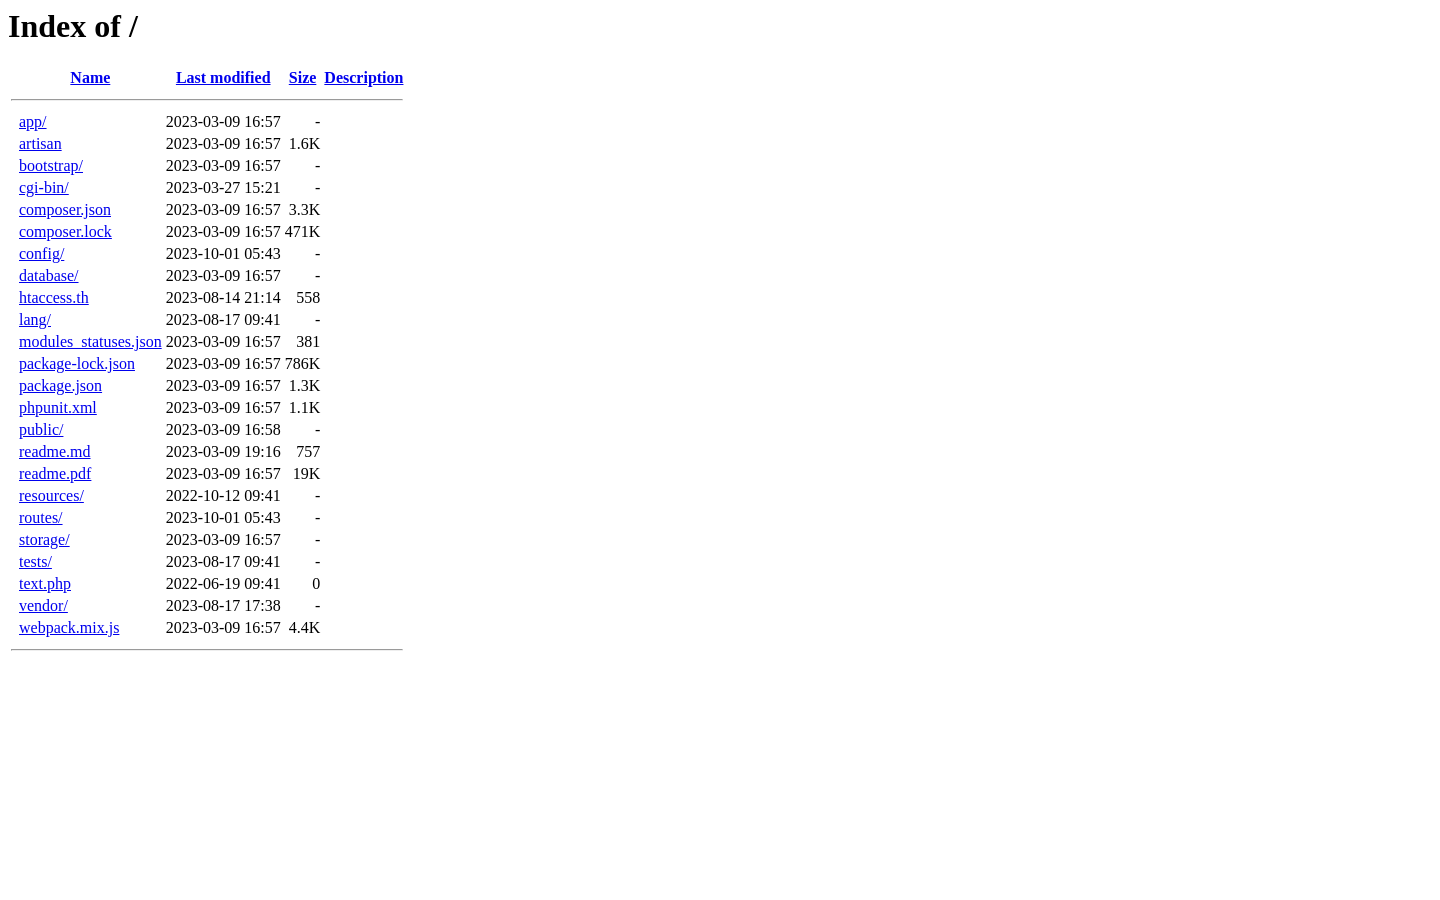 Index of /
Name Last modified Size Description
app/ 2023-03-09 16:57 -
artisan 2023-03-09 16:57 1.6K
bootstrap/ 2023-03-09 16:57 -
cgi-bin/ 2023-03-27 15:21 -
composer.json 2023-03-09 16:57 3.3K
composer.lock 2023-03-09 16:57 471K
config/ 2023-10-01 05:43 -
database/ 2023-03-09 16:57 -
htaccess.th 2023-08-14 21:14 558
lang/ 2023-08-17 09:41 -
modules_statuses.json 2023-03-09 16:57 381
package-lock.json 2023-03-09 16:57 786K
package.json 2023-03-09 16:57 1.3K
phpunit.xml 2023-03-09 16:57 1.1K
public/ 2023-03-09 16:58 -
readme.md 2023-03-09 19:16 757
readme.pdf 2023-03-09 16:57 19K
resources/ 2022-10-12 09:41 -
routes/ 2023-10-01 05:43 -
storage/ 2023-03-09 16:57 -
tests/ 2023-08-17 09:41 -
text.php 2022-06-19 09:41 0
vendor/ 2023-08-17 17:38 -
webpack.mix.js 2023-03-09 16:57 4.4K